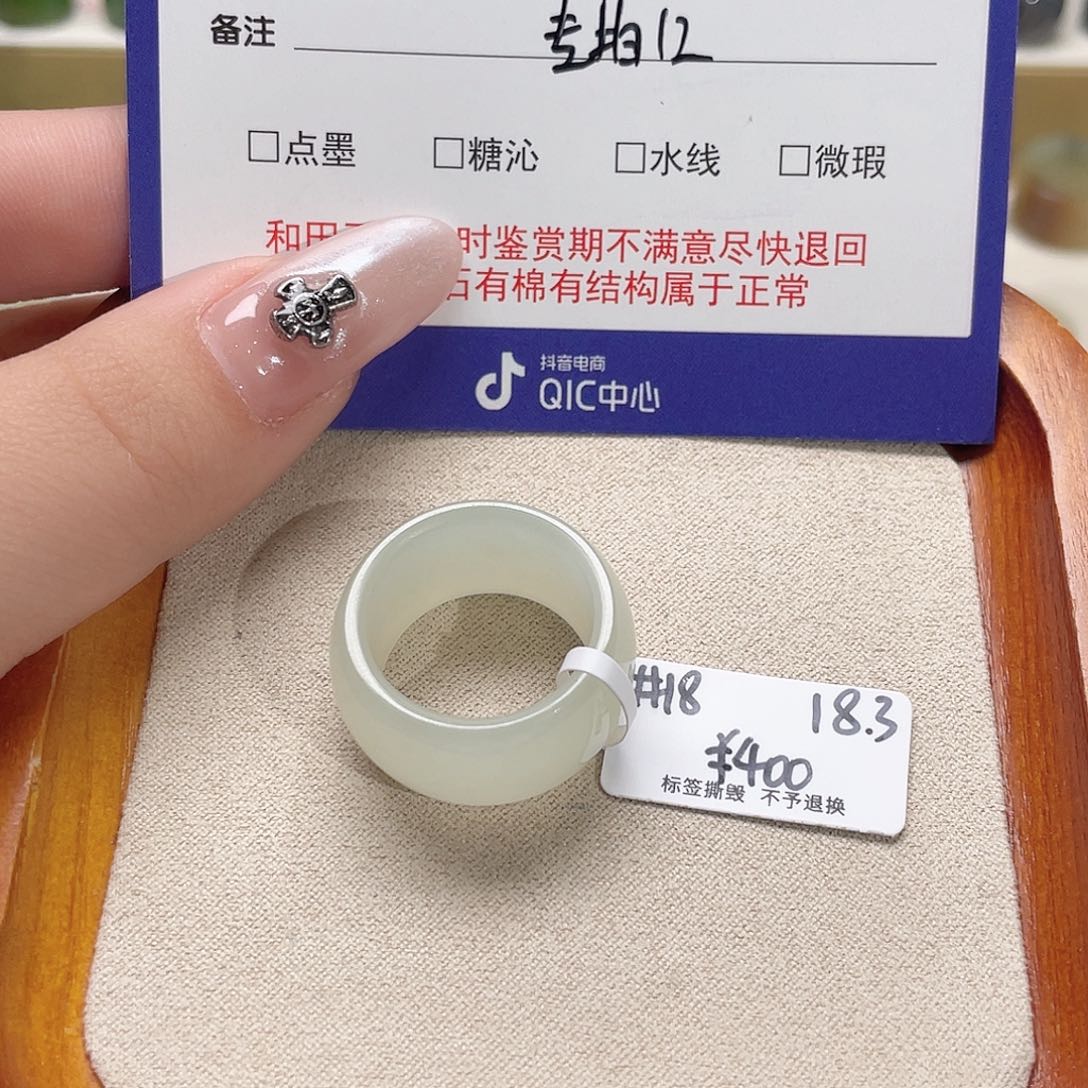 备注 专拍12
□点墨 □糖沁 □水线 □微瑕
和田 时鉴赏期不满意尽快退回
石有棉有结构属于正常
抖音电商
QIC中心
#18 18.3
¥400
标签撕毁 不予退换